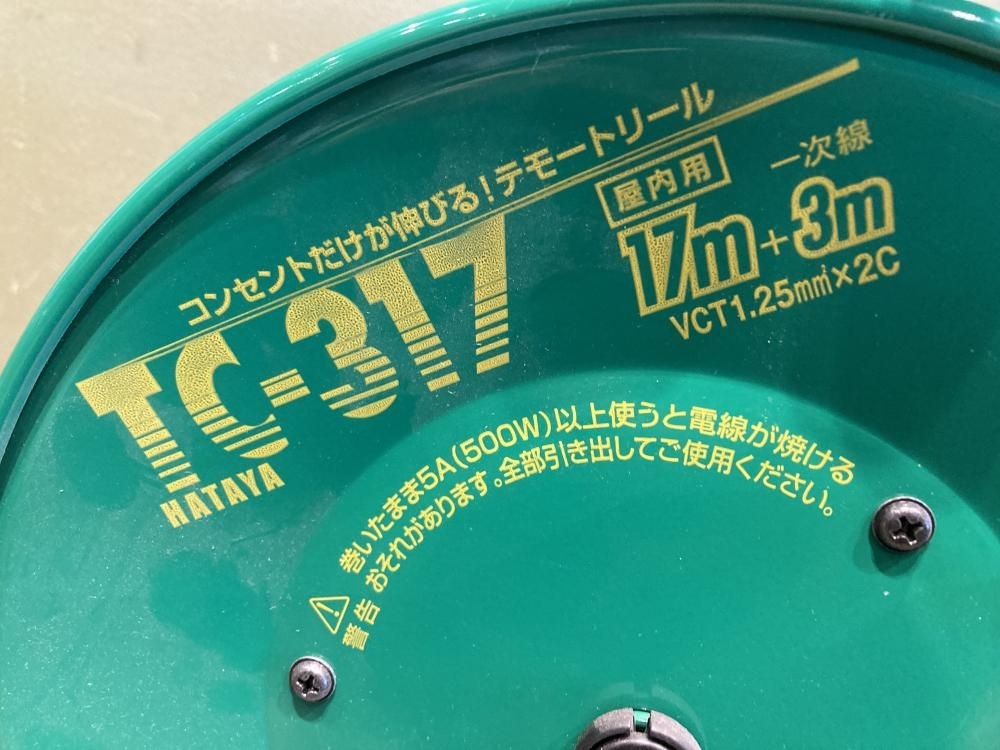 コンセントだけが伸びる!テモートリール
TC-317
HATAYA
屋内用
一次線
17m+3m
VCT1.25mm²×2C
巻いたまま5A(500W)以上使うと電線が焼ける
おそれがあります。全部引き出してご使用ください。
警告